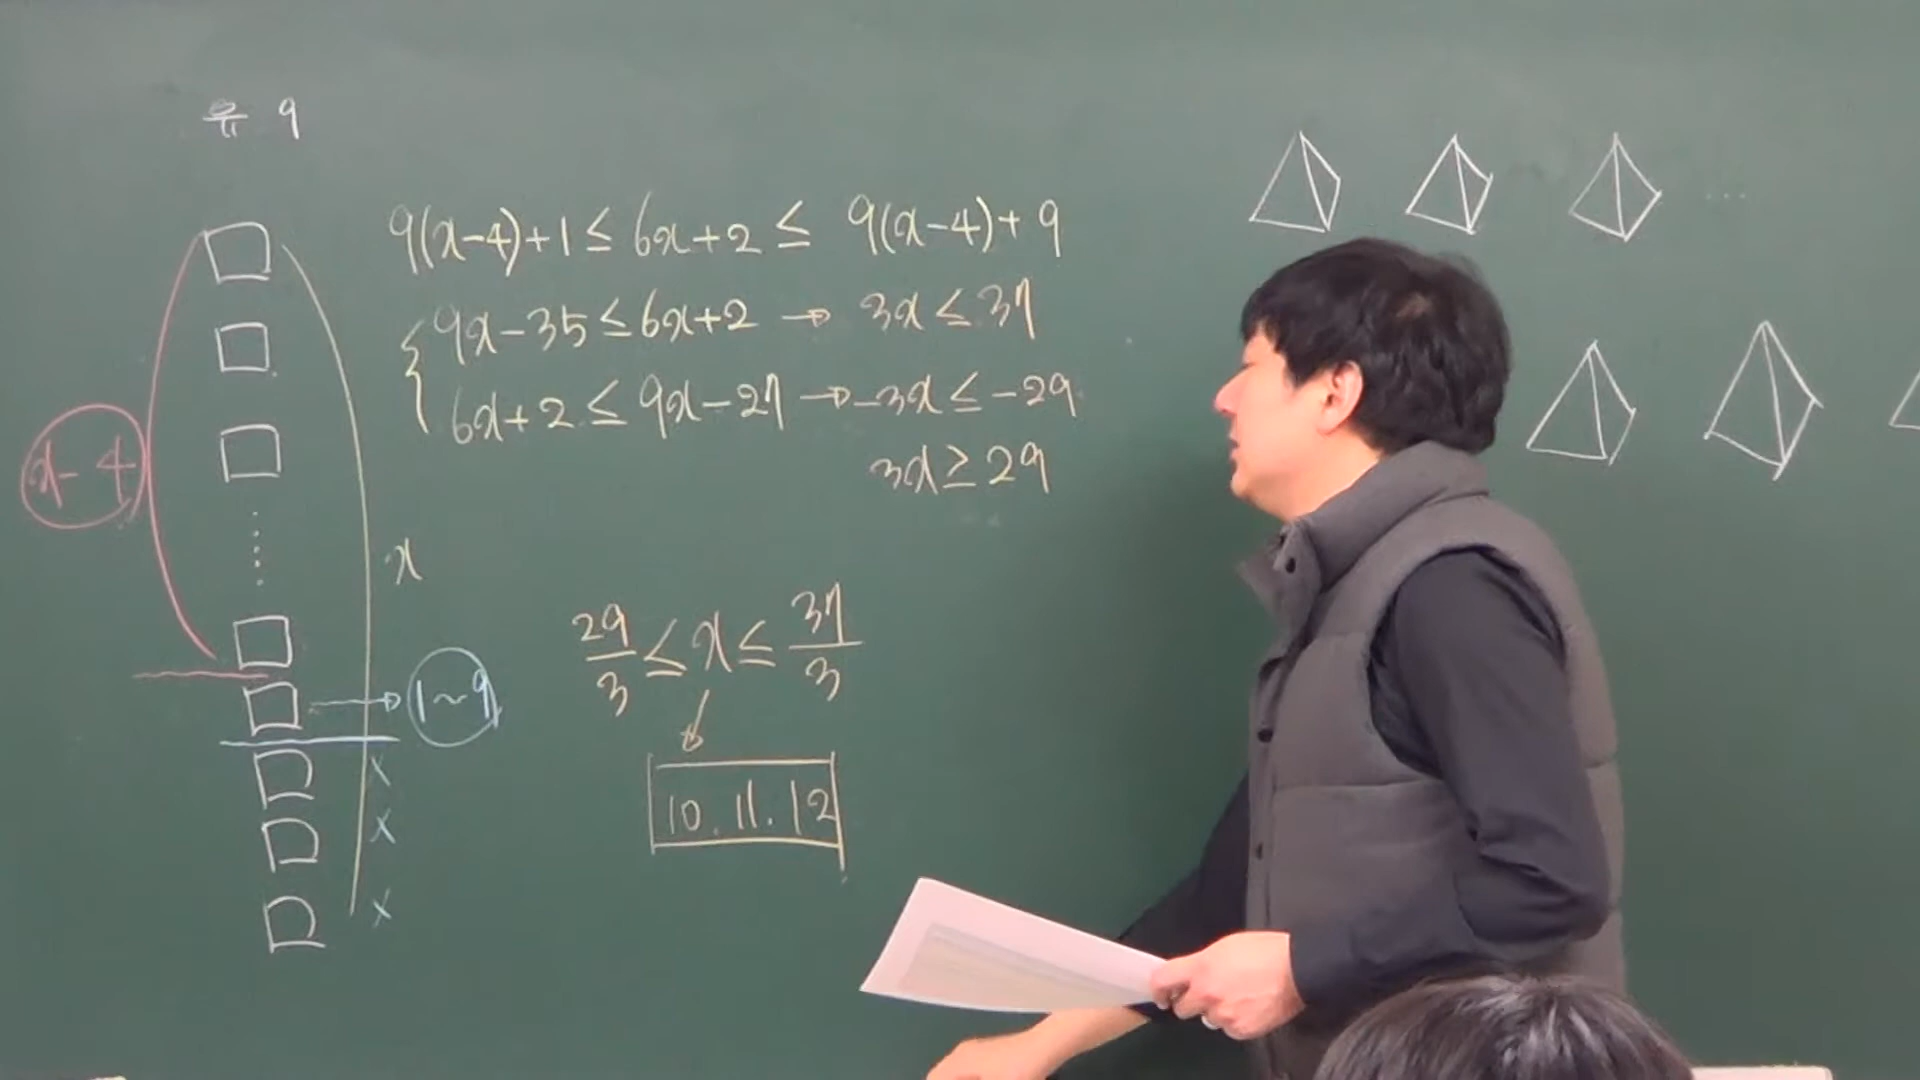 유 9
9(x-4)+1 ≤ 6x+2 ≤ 9(x-4)+9
9x-35 ≤ 6x+2 → 3x ≤ 37
6x+2 ≤ 9x-27 → -3x ≤ -29
3x ≥ 29
x-4
x
29/3 ≤ x ≤ 37/3
1~9
x
x
x
10. 11. 12